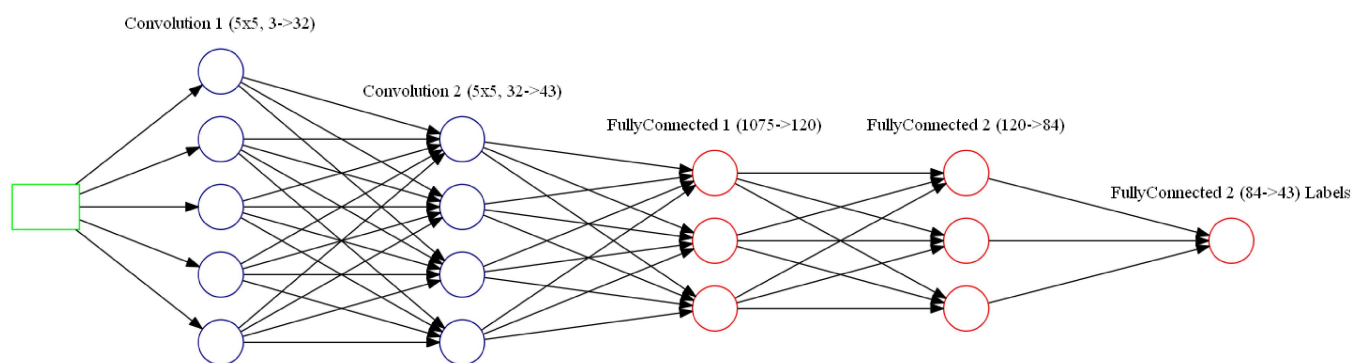 Convolution 1 (5x5, 3->32)
Convolution 2 (5x5, 32->43)
FullyConnected 1 (1075->120)
FullyConnected 2 (120->84)
FullyConnected 2 (84->43) Labels